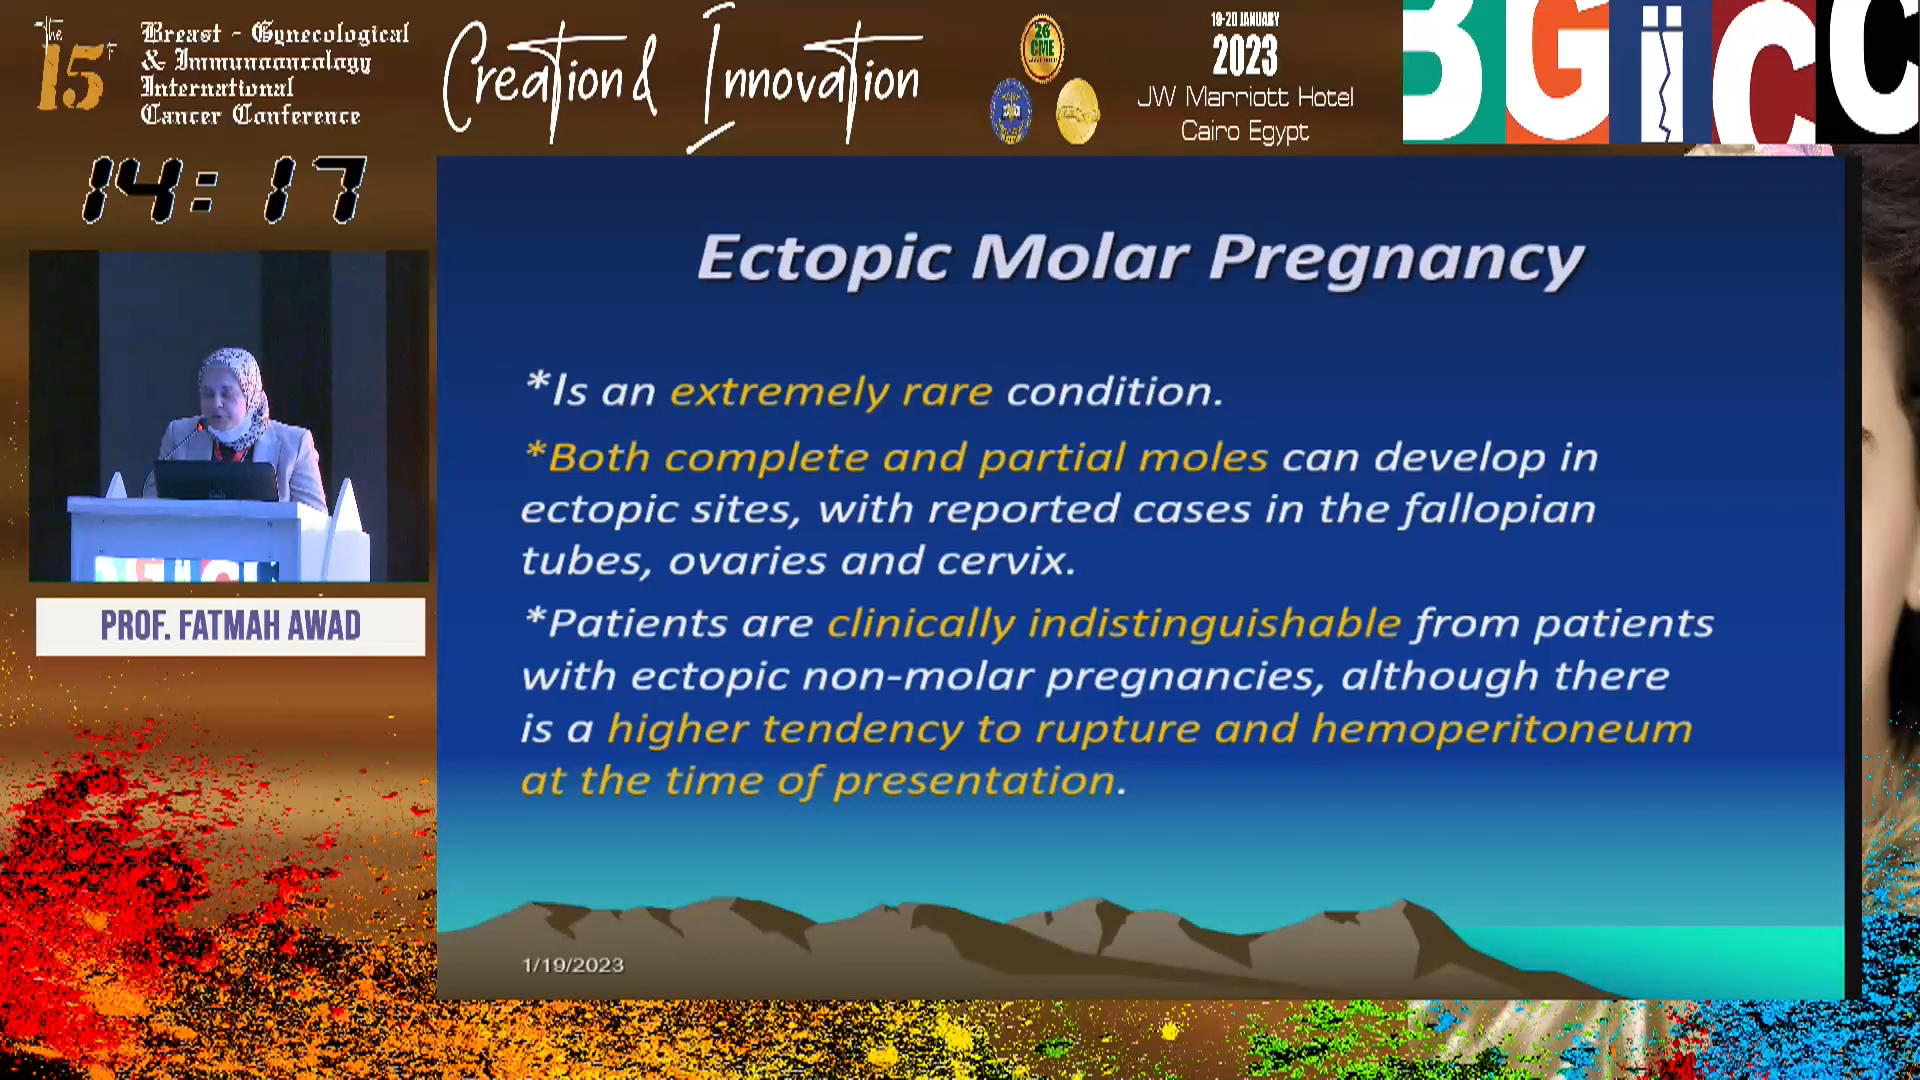 The
15th
Breast - Gynecological
& Immunooncology
International
Cancer Conference
Creation & Innovation
26
CME
19-20 JANUARY
2023
JW Marriott Hotel
Cairo Egypt
BGiCC
14:17
Ectopic Molar Pregnancy
*Is an extremely rare condition.
*Both complete and partial moles can develop in
ectopic sites, with reported cases in the fallopian
tubes, ovaries and cervix.
*Patients are clinically indistinguishable from patients
with ectopic non-molar pregnancies, although there
is a higher tendency to rupture and hemoperitoneum
at the time of presentation.
1/19/2023
PROF. FATMAH AWAD